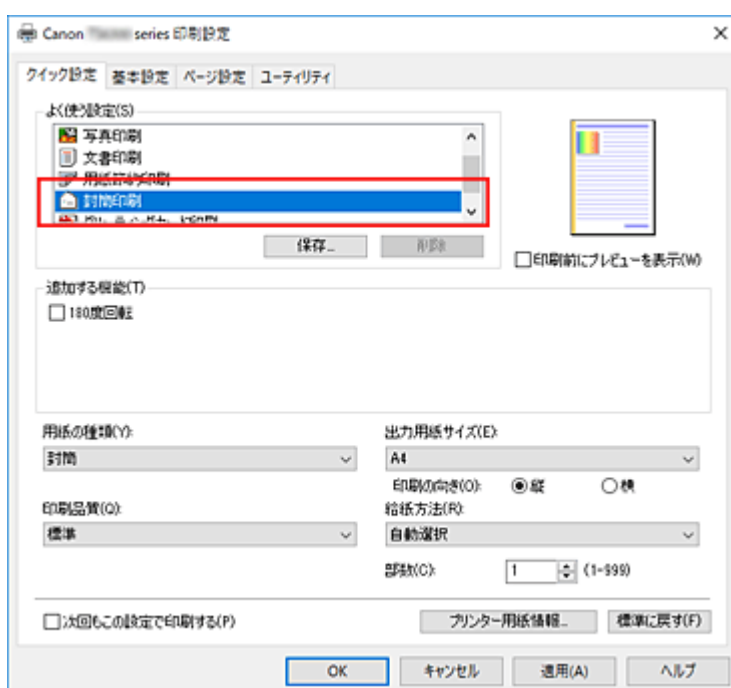 Canon series 印刷設定
クイック設定 基本設定 ページ設定 ユーティリティ
よく使う設定(S)
写真印刷
文書印刷
用紙節約印刷
封筒印刷
保存... 削除
印刷前にプレビューを表示(W)
追加する機能(T)
180度回転
用紙の種類(Y): 出力用紙サイズ(E):
封筒 A4
印刷の向き(O): 縦 横
印刷品質(Q): 給紙方法(R):
標準 自動選択
部数(C): 1 (1-999)
次回もこの設定で印刷する(P) プリンター用紙情報... 標準に戻す(F)
OK キャンセル 適用(A) ヘルプ